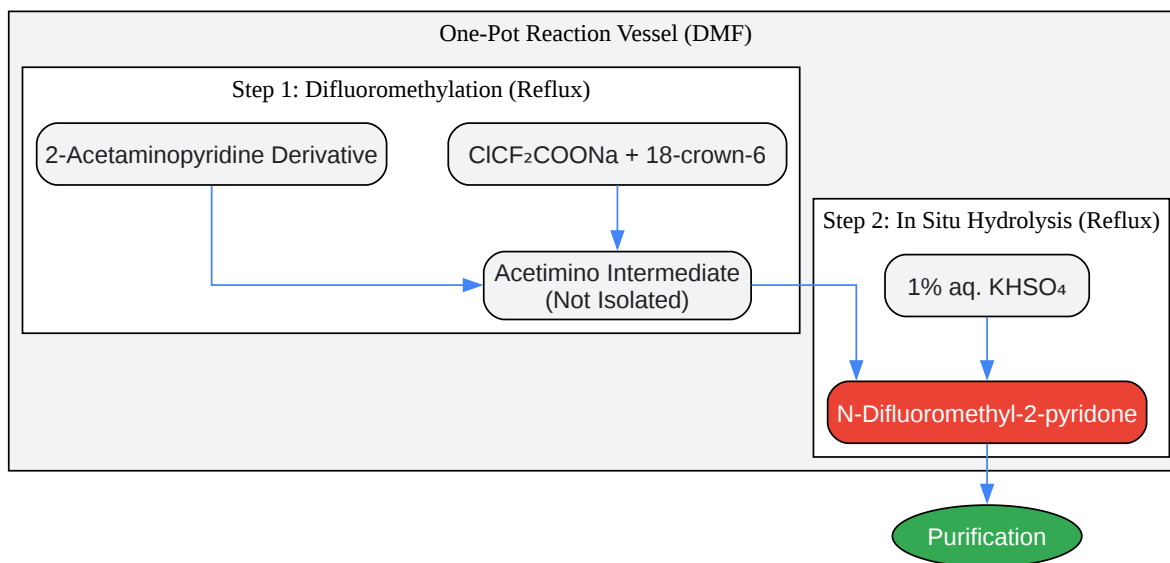 One-Pot Reaction Vessel (DMF)
Step 1: Difluoromethylation (Reflux)
2-Acetaminopyridine Derivative
ClCF₂COONa + 18-crown-6
Acetimino Intermediate
(Not Isolated)
Step 2: In Situ Hydrolysis (Reflux)
1% aq. KHSO₄
N-Difluoromethyl-2-pyridone
Purification